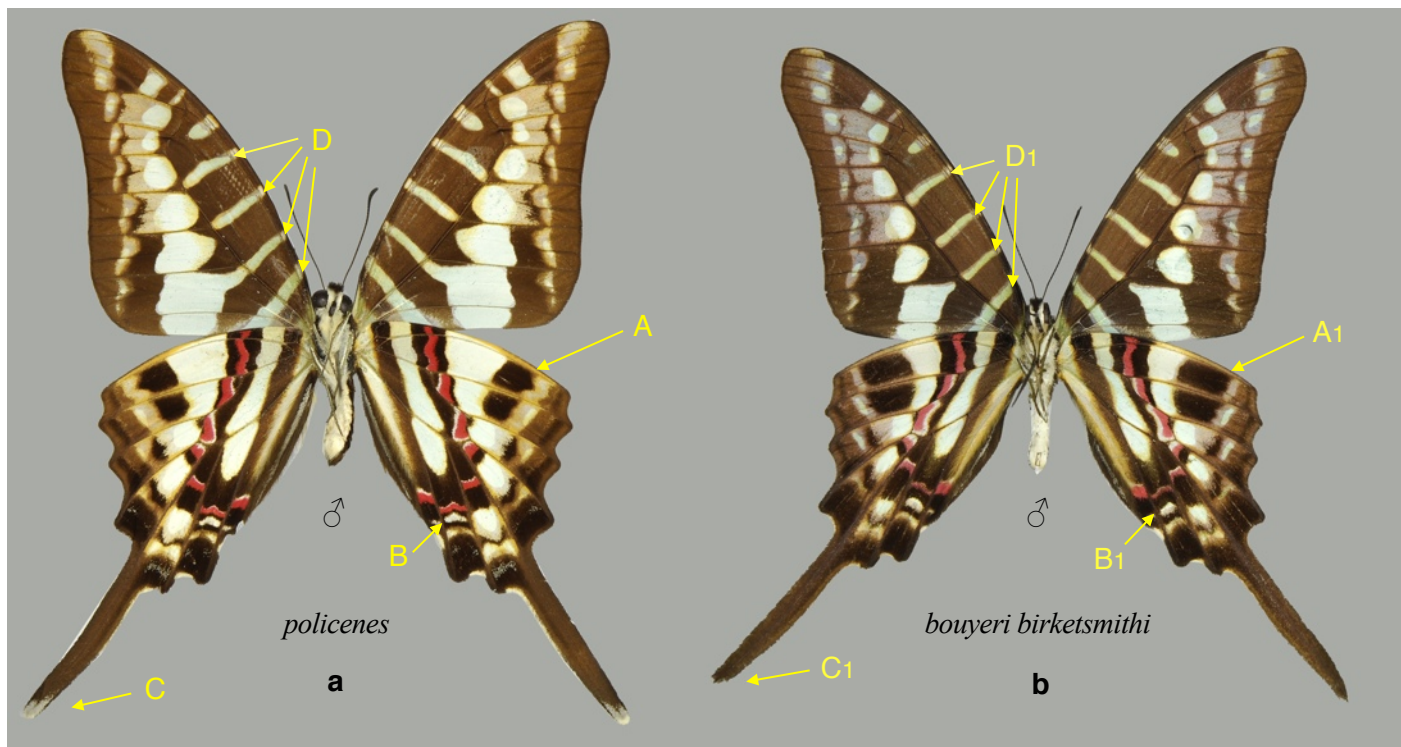 D
D1
A
A1
♂
♂
B
B1
policenes
bouyeri birketsmithi
C
a
C1
b